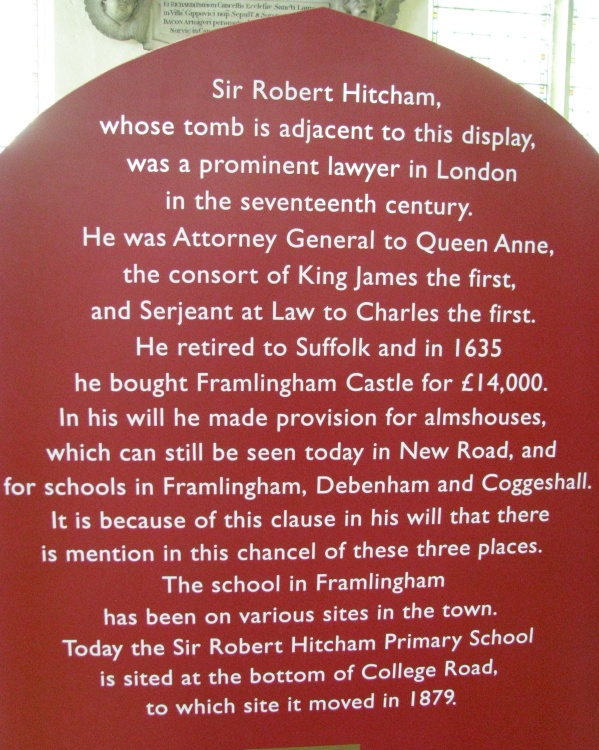 in Villa Gippovici
Sir Robert Hitcham,
whose tomb is adjacent to this display,
was a prominent lawyer in London
in the seventeenth century.
He was Attorney General to Queen Anne,
the consort of King James the first,
and Serjeant at Law to Charles the first.
He retired to Suffolk and in 1635
he bought Framlingham Castle for £14,000.
In his will he made provision for almshouses,
which can still be seen today in New Road, and
for schools in Framlingham, Debenham and Coggeshall.
It is because of this clause in his will that there
is mention in this chancel of these three places.
The school in Framlingham
has been on various sites in the town.
Today the Sir Robert Hitcham Primary School
is sited at the bottom of College Road,
to which site it moved in 1879.